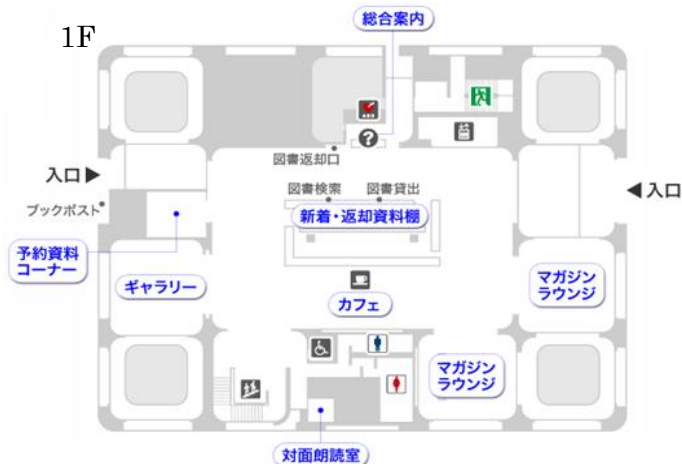 1F
総合案内
?
図書返却口
入口▶
◀入口
図書検索
図書貸出
ブックポスト
新着・返却資料棚
予約資料
コーナー
ギャラリー
マガジン
ラウンジ
カフェ
マガジン
ラウンジ
対面朗読室